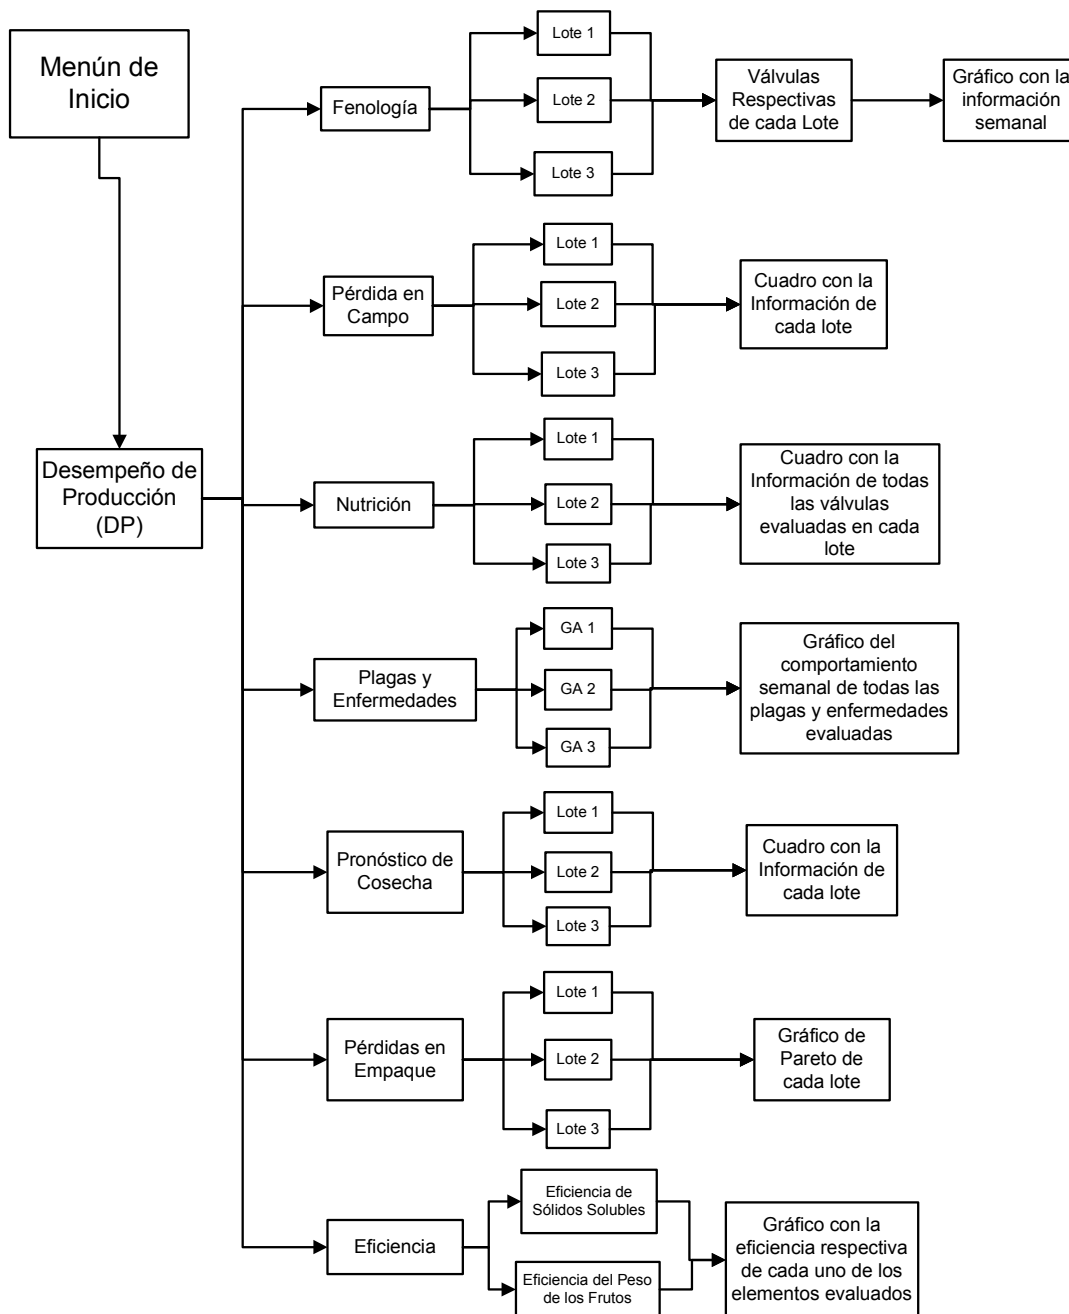 Menún de
Inicio
Desempeño de
Producción
(DP)
Fenología
Lote 1
Lote 2
Lote 3
Válvulas
Respectivas
de cada Lote
Gráfico con la
información
semanal
Pérdida en
Campo
Lote 1
Lote 2
Lote 3
Cuadro con la
Información de
cada lote
Nutrición
Lote 1
Lote 2
Lote 3
Cuadro con la
Información de todas
las válvulas
evaluadas en cada
lote
Plagas y
Enfermedades
GA 1
GA 2
GA 3
Gráfico del
comportamiento
semanal de todas las
plagas y enfermedades
evaluadas
Pronóstico de
Cosecha
Lote 1
Lote 2
Lote 3
Cuadro con la
Información de
cada lote
Pérdidas en
Empaque
Lote 1
Lote 2
Lote 3
Gráfico de
Pareto de
cada lote
Eficiencia
Eficiencia de
Sólidos Solubles
Eficiencia del Peso
de los Frutos
Gráfico con la
eficiencia respectiva
de cada uno de los
elementos evaluados